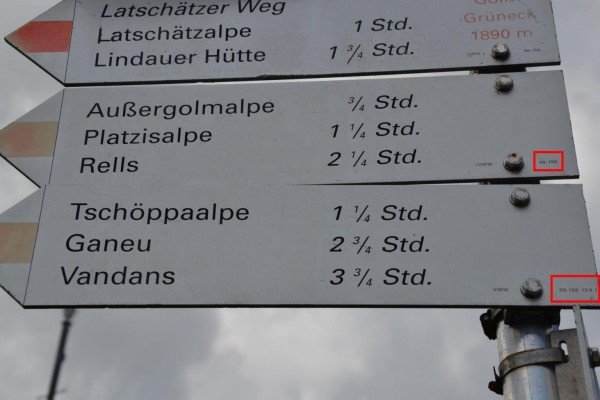 Latschätzer Weg
Latschätzalpe 1 Std.
Lindauer Hütte 1 3/4 Std.
Golm
Grüneck
1890 m
Außergolmalpe 3/4 Std.
Platzisalpe 1 1/4 Std.
Rells 2 1/4 Std.
Tschöppaalpe 1 1/4 Std.
Ganeu 2 3/4 Std.
Vandans 3 3/4 Std.
VWW